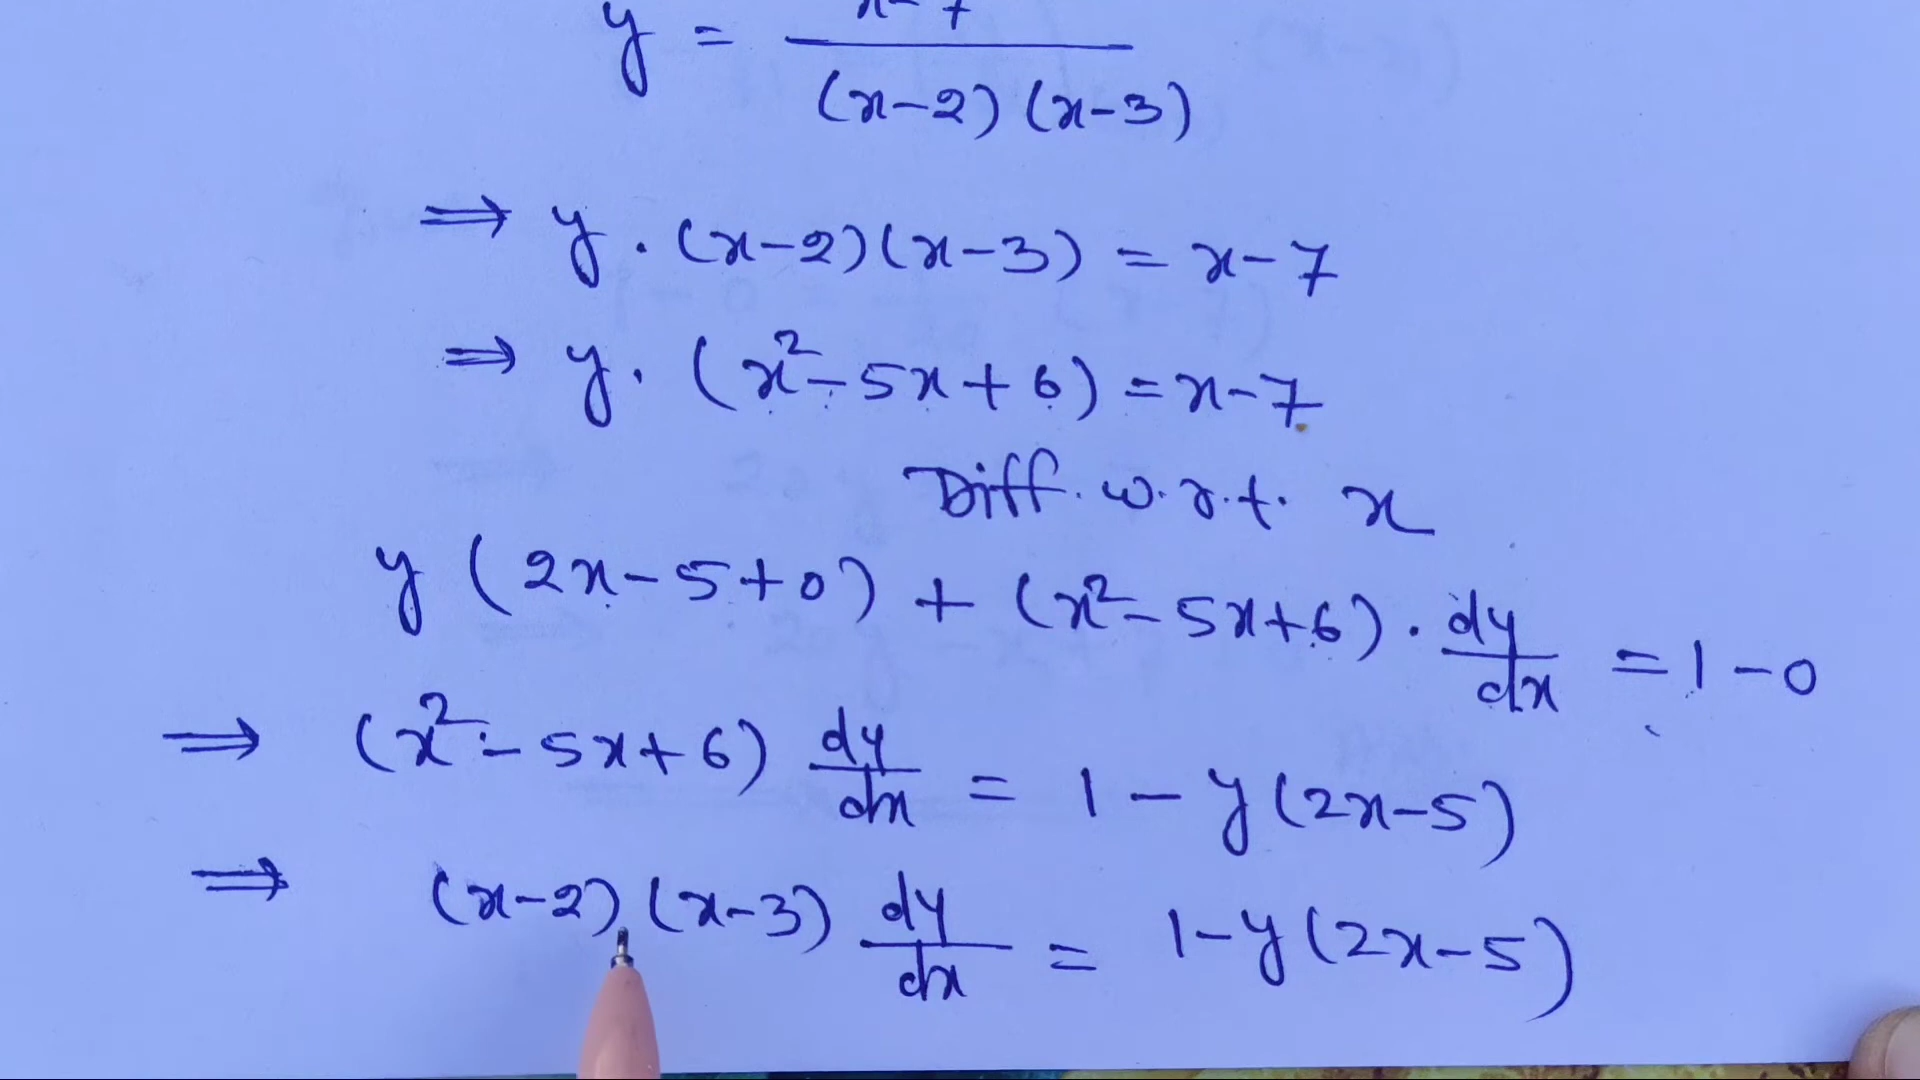 y = x-7 / (x-2)(x-3)
⇒ y · (x-2)(x-3) = x-7
⇒ y · (x²-5x+6) = x-7
Diff. w.r.t. x
y (2x-5+0) + (x²-5x+6) · dy/dx = 1-0
⇒ (x²-5x+6) dy/dx = 1-y(2x-5)
⇒ (x-2)(x-3) dy/dx = 1-y(2x-5)